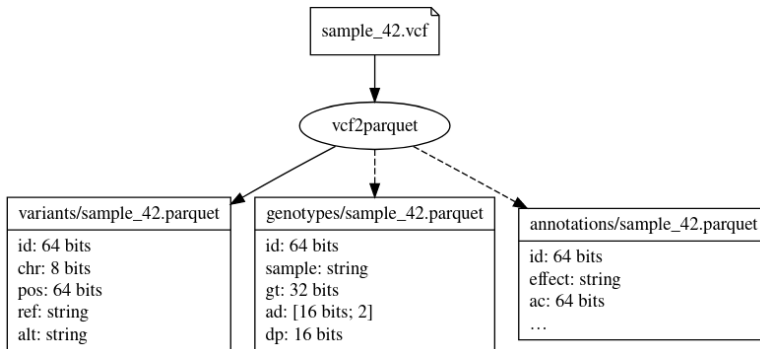 sample_42.vcf
vcf2parquet
variants/sample_42.parquet
id: 64 bits
chr: 8 bits
pos: 64 bits
ref: string
alt: string
genotypes/sample_42.parquet
id: 64 bits
sample: string
gt: 32 bits
ad: [16 bits; 2]
dp: 16 bits
annotations/sample_42.parquet
id: 64 bits
effect: string
ac: 64 bits
…